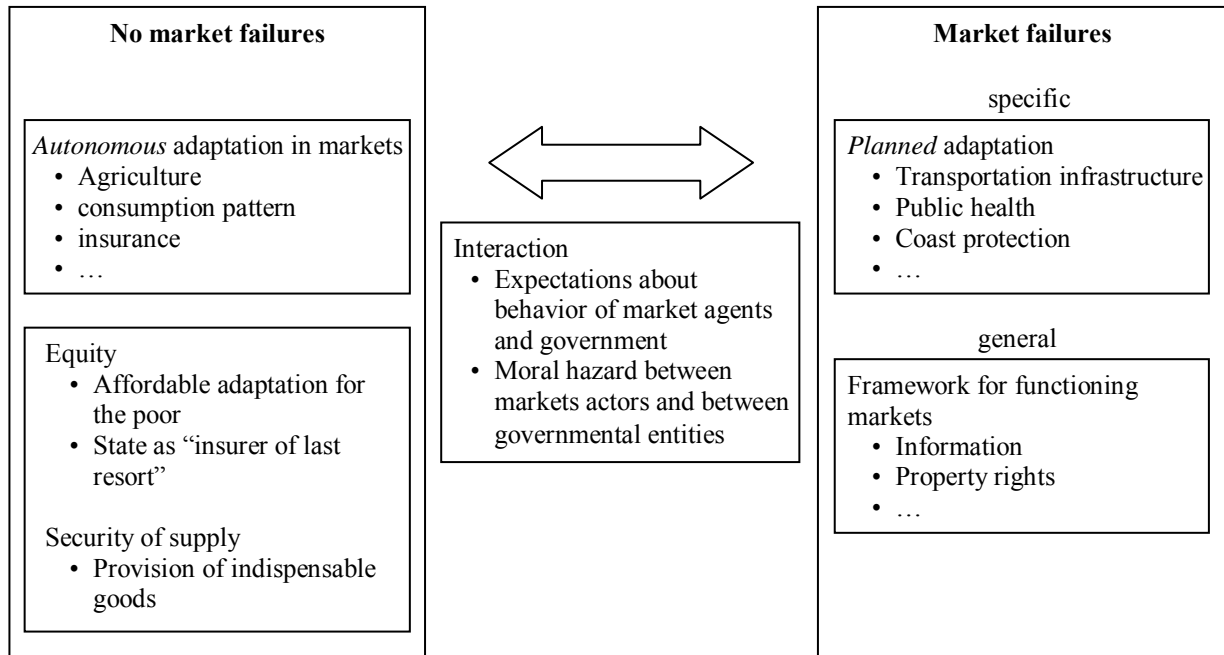 No market failures
Autonomous adaptation in markets
• Agriculture
• consumption pattern
• insurance
• …
Equity
• Affordable adaptation for
the poor
• State as “insurer of last
resort”
Security of supply
• Provision of indispensable
goods
Interaction
• Expectations about
behavior of market agents
and government
• Moral hazard between
markets actors and between
governmental entities
Market failures
specific
Planned adaptation
• Transportation infrastructure
• Public health
• Coast protection
• …
general
Framework for functioning
markets
• Information
• Property rights
• …